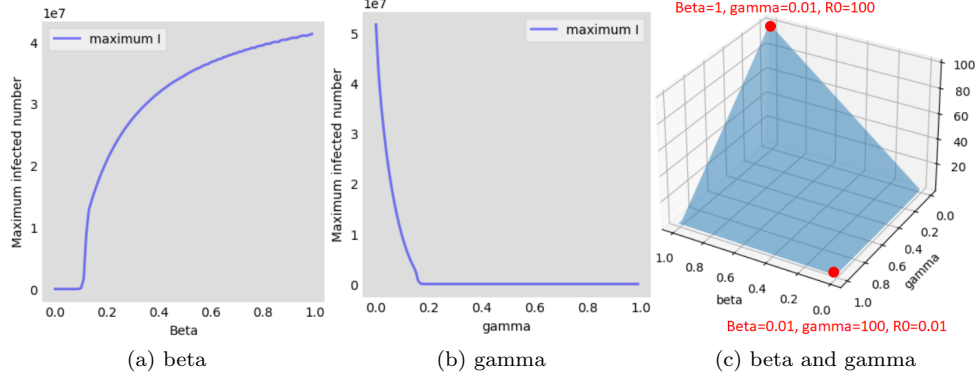 1e7
maximum I
Maximum infected number
4
3
2
1
0
0.0 0.2 0.4 0.6 0.8 1.0
Beta
(a) beta
1e7
maximum I
Maximum infected number
5
4
3
2
1
0
0.0 0.2 0.4 0.6 0.8 1.0
gamma
(b) gamma
Beta=1, gamma=0.01, R0=100
100
80
60
40
20
0.0
0.2
0.4
0.6
0.8
1.0
gamma
1.0 0.8 0.6 0.4 0.2 0.0
beta
Beta=0.01, gamma=100, R0=0.01
(c) beta and gamma